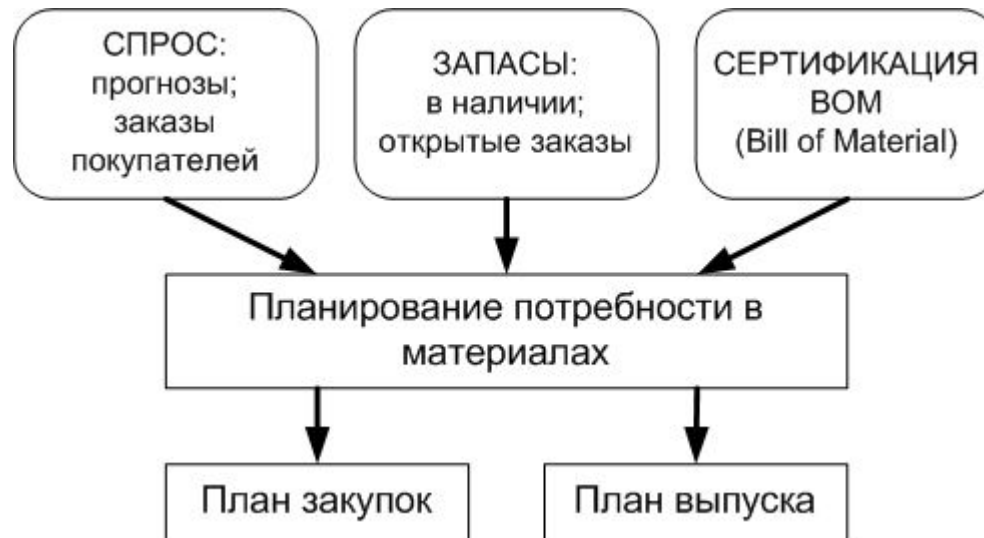 СПРОС:
прогнозы;
заказы
покупателей
ЗАПАСЫ:
в наличии;
открытые заказы
СЕРТИФИКАЦИЯ
ВОМ
(Bill of Material)
Планирование потребности в
материалах
План закупок
План выпуска